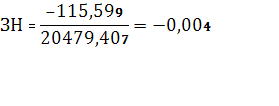 ЗН = −115,599 / 20479,407 = −0,004